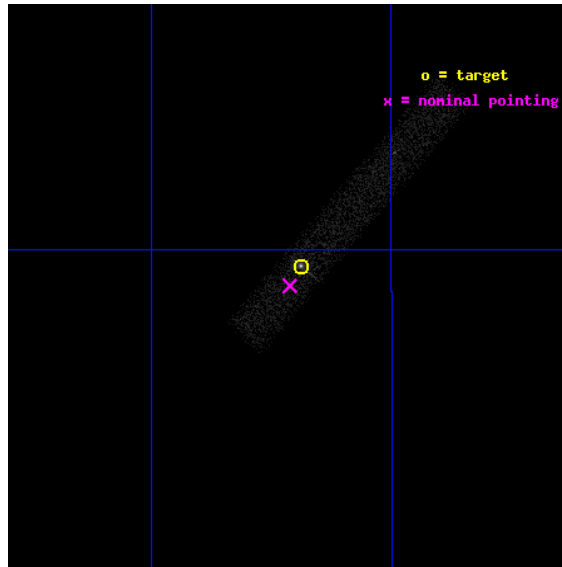 o = target
x = nominal pointing